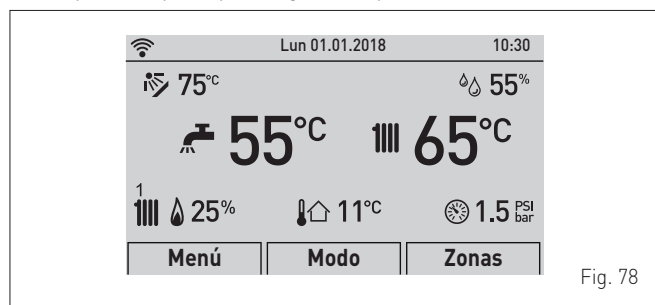 Lun 01.01.2018 10:30
75°C 55%
55°C 65°C
1
25% 11°C 1.5 PSI bar
Menú Modo Zonas
Fig. 78